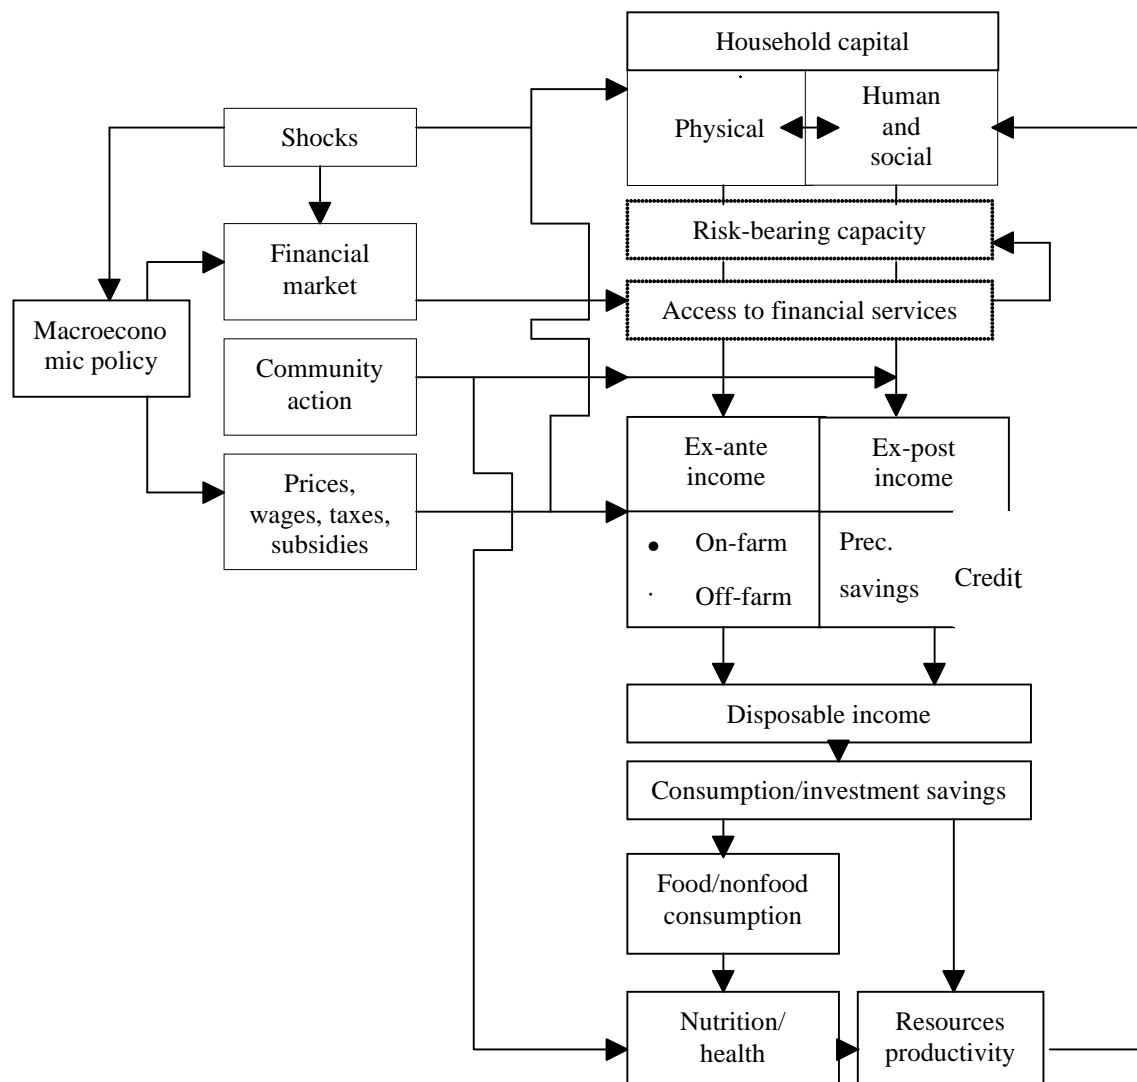 Household capital
Physical
Human
and
social
Shocks
Risk-bearing capacity
Financial
market
Access to financial services
Macroecono
mic policy
Community
action
Ex-ante
income
Ex-post
income
Prices,
wages, taxes,
subsidies
• On-farm
· Off-farm
Prec.
savings
Credit
Disposable income
Consumption/investment savings
Food/nonfood
consumption
Nutrition/
health
Resources
productivity